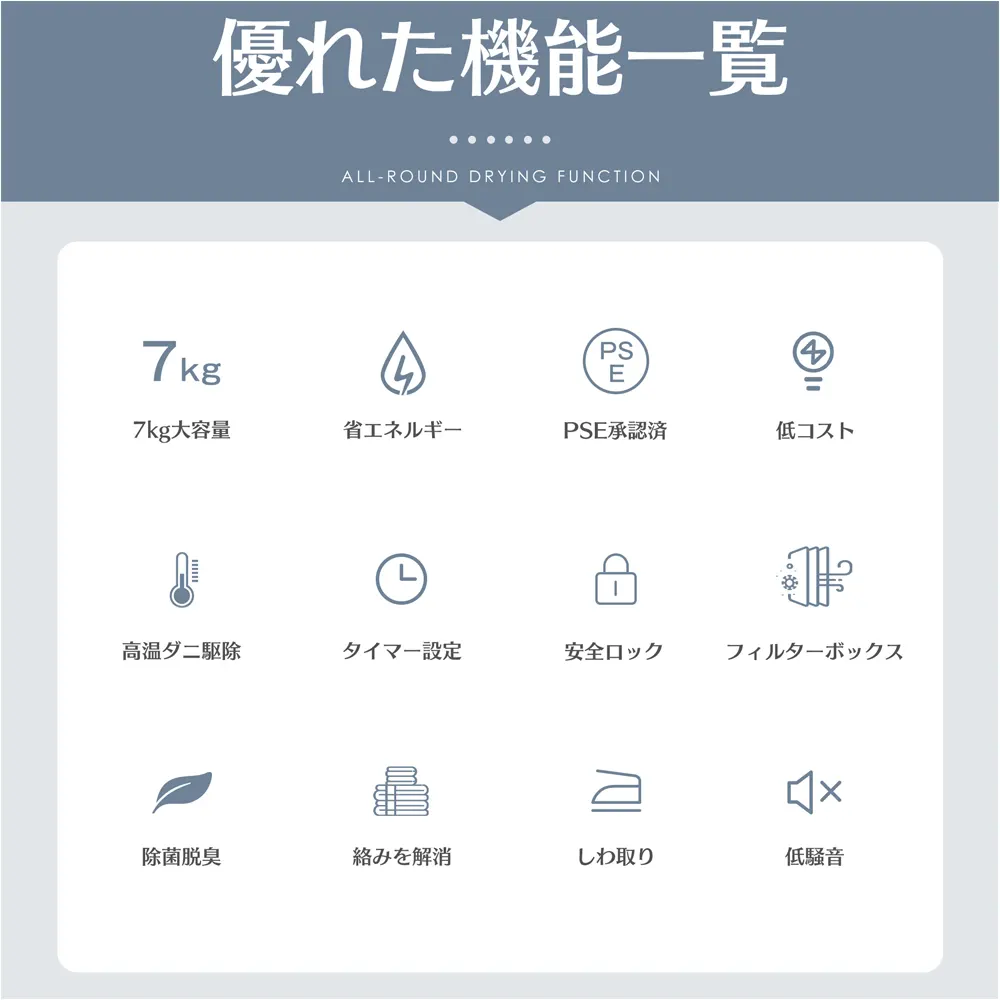 優れた機能一覧
ALL-ROUND DRYING FUNCTION
7kg
PS
E
7kg大容量
省エネルギー
PSE承認済
低コスト
高温ダニ駆除
タイマー設定
安全ロック
フィルターボックス
除菌脱臭
絡みを解消
しわ取り
低騒音